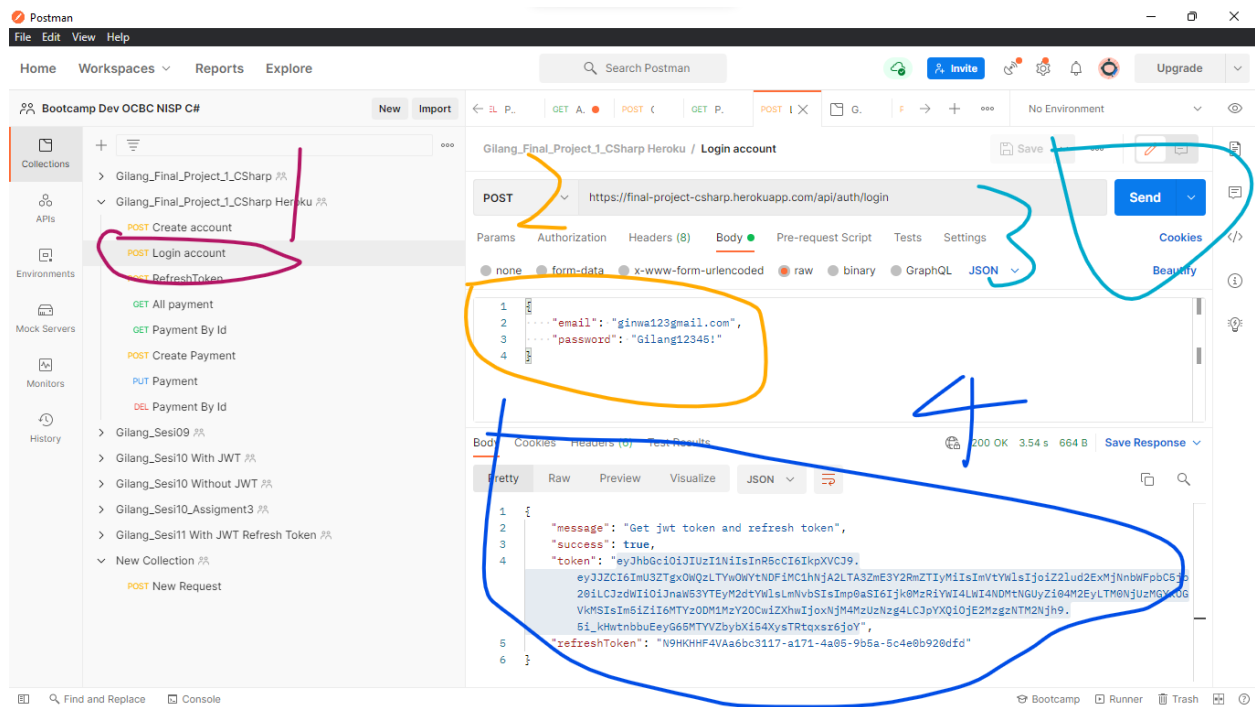 Postman
File Edit View Help
Home Workspaces Reports Explore
Search Postman
Invite
Upgrade
Bootcamp Dev OCBC NISP C#
New Import
GET A. POST ( GET P. POST G.
No Environment
Collections
APIs
Environments
Mock Servers
Monitors
History
Gilang_Final_Project_1_CSharp
Gilang_Final_Project_1_CSharp Heroku
POST Create account
POST Login account
POST RefreshToken
GET All payment
GET Payment By Id
POST Create Payment
PUT Payment
DEL Payment By Id
Gilang_Sesi09
Gilang_Sesi10 With JWT
Gilang_Sesi10 Without JWT
Gilang_Sesi10_Assigment3
Gilang_Sesi11 With JWT Refresh Token
New Collection
POST New Request
1
Gilang_Final_Project_1_CSharp Heroku / Login account
Save
2
POST https://final-project-csharp.herokuapp.com/api/auth/login
Send
3
Params Authorization Headers (8) Body Pre-request Script Tests Settings
Cookies
none form-data x-www-form-urlencoded raw binary GraphQL JSON
Beautify
1 {
2 "email": "ginwa123gmail.com",
3 "password": "Gilang12345!"
4 }
4
Body Cookies Headers (6) Test Results
200 OK 3.54 s 664 B Save Response
Pretty Raw Preview Visualize JSON
1 {
2 "message": "Get jwt token and refresh token",
3 "success": true,
4 "token": "eyJhbGciOiJIUzI1NiIsInR5cCI6IkpXVCJ9.
5 "refreshToken": "N9HKHHF4VAa6bc3117-a171-4a05-9b5a-5c4e0b920dfd"
6 }
Find and Replace Console
Bootcamp Runner Trash